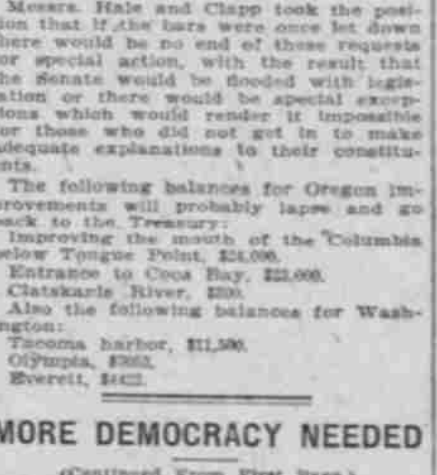 Messrs. Hale and Clapp took the posi-
tion that if the bars were once let down
there would be no end of these requests
for special action, with the result that
the Senate would be flooded with legis-
lation or there would be special excep-
tions which would render it impossible
for those who did not get in to make
adequate explanations to their constitu-
ents.
The following balances for Oregon im-
provements will probably lapse and go
back to the Treasury:
Improving the mouth of the Columbia
below Tongue Point, $24,000.
Entrance to Coos Bay,
Clatskanie River,
Also the following balances for Wash-
ington:
Tacoma harbor, $11,500.
Olympia,
Everett,
MORE DEMOCRACY NEEDED
(Continued From First Page.)